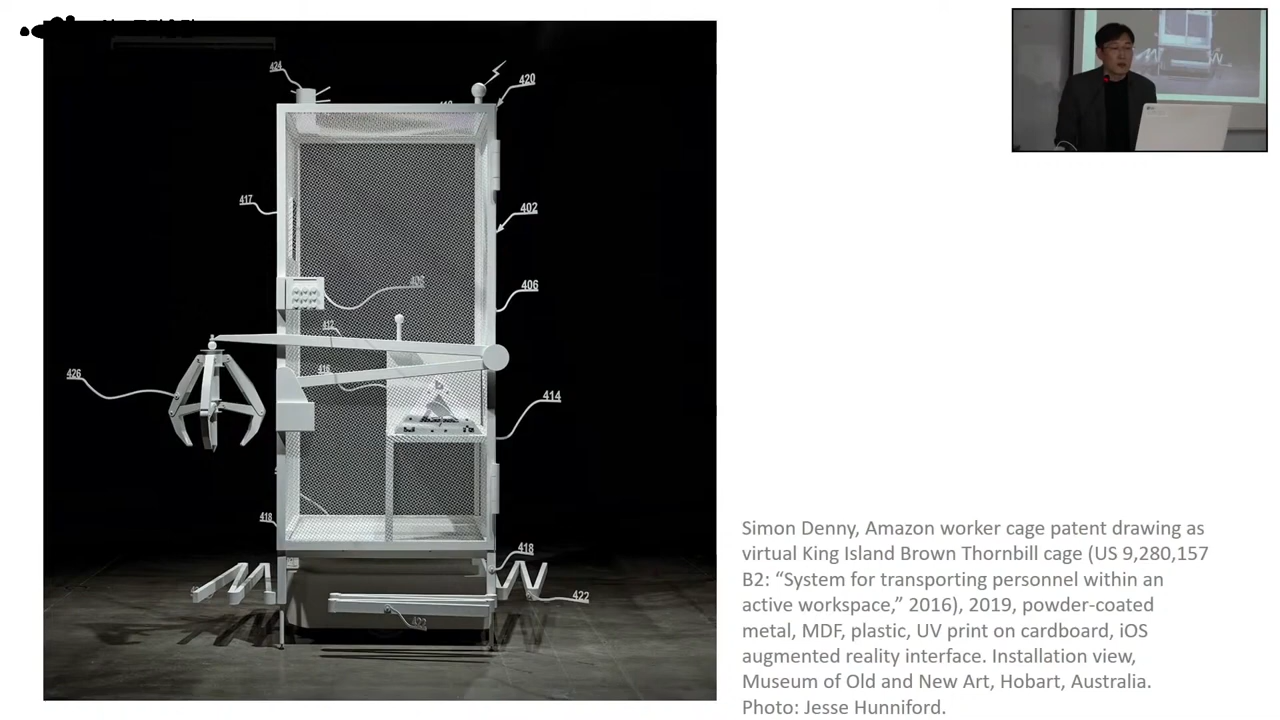 424
420
417
402
406
412
416
426
414
418
418
422
422
Simon Denny, Amazon worker cage patent drawing as
virtual King Island Brown Thornbill cage (US 9,280,157
B2: “System for transporting personnel within an
active workspace,” 2016), 2019, powder-coated
metal, MDF, plastic, UV print on cardboard, iOS
augmented reality interface. Installation view,
Museum of Old and New Art, Hobart, Australia.
Photo: Jesse Hunniford.